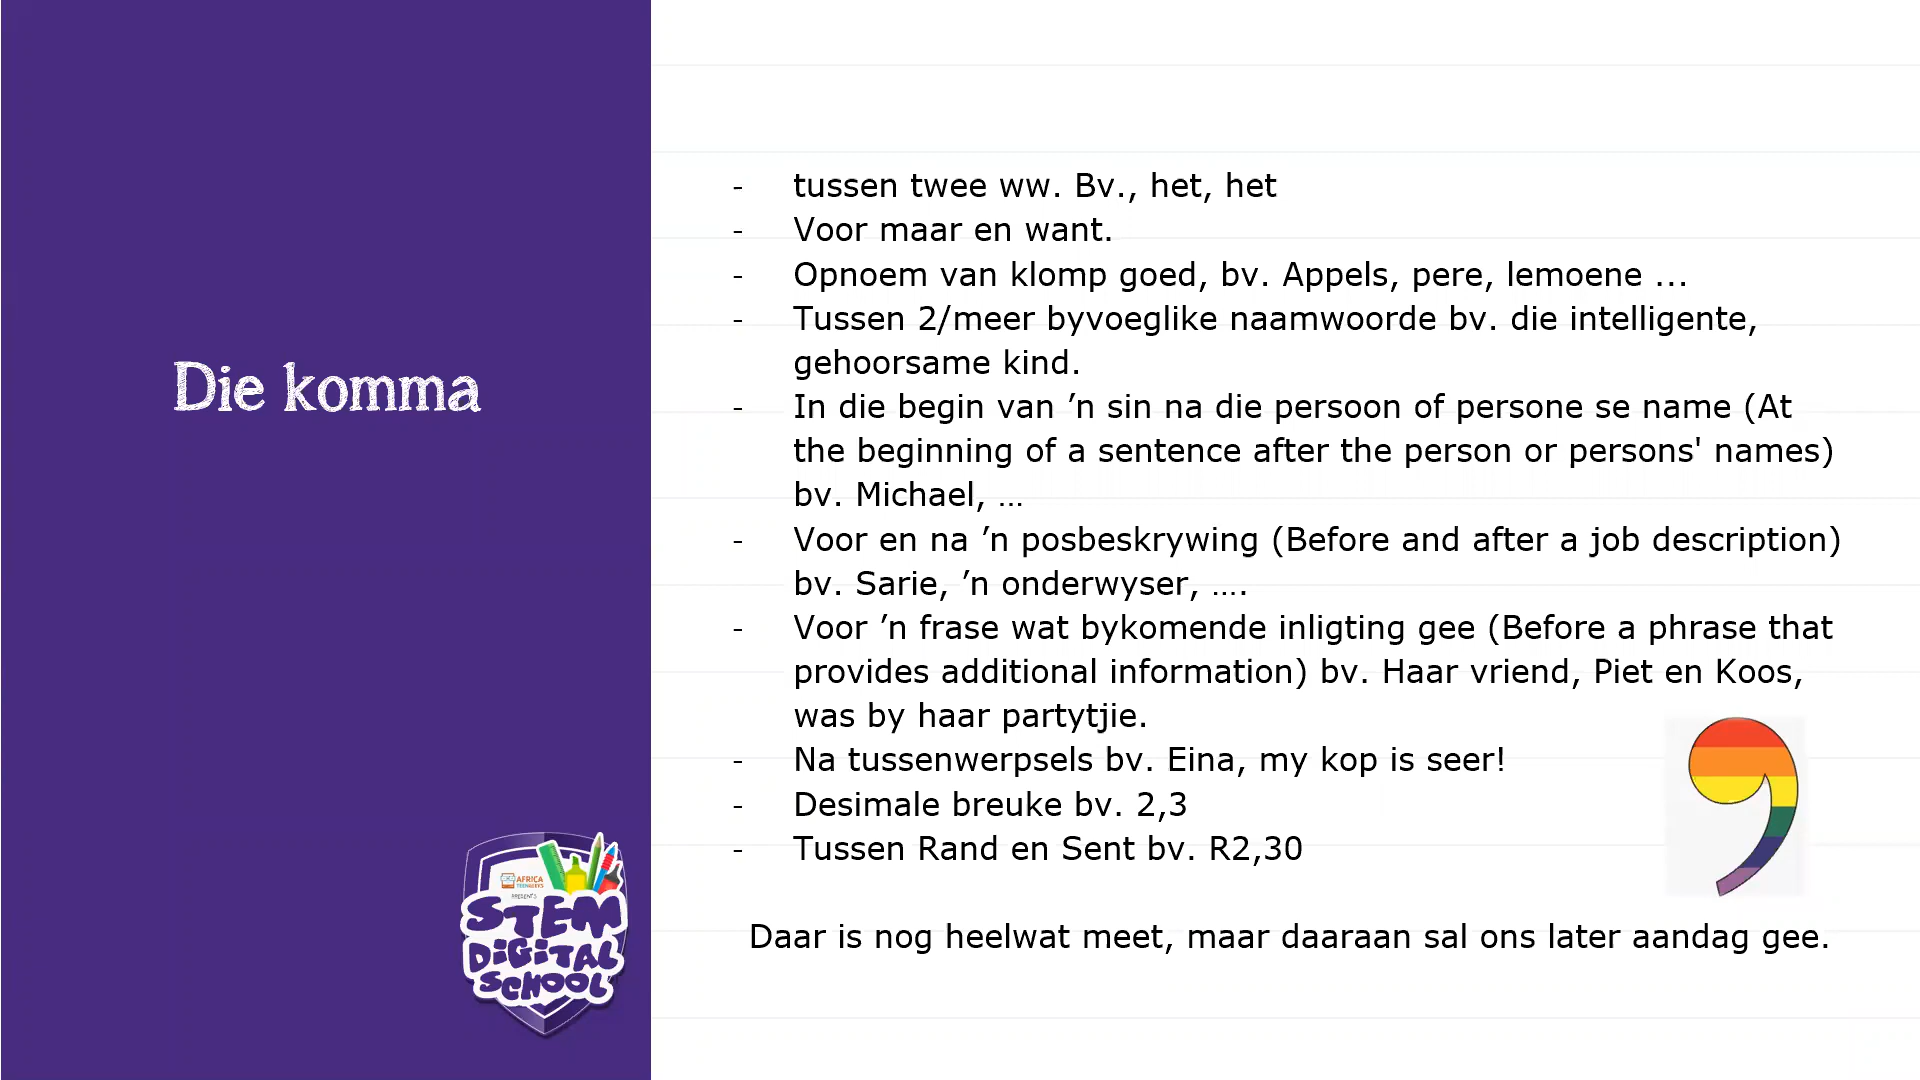 Die komma
- tussen twee ww. Bv., het, het
- Voor maar en want.
- Opnoem van klomp goed, bv. Appels, pere, lemoene ...
- Tussen 2/meer byvoeglike naamwoorde bv. die intelligente,
gehoorsame kind.
- In die begin van ’n sin na die persoon of persone se name (At
the beginning of a sentence after the person or persons' names)
bv. Michael, …
- Voor en na ’n posbeskrywing (Before and after a job description)
bv. Sarie, ’n onderwyser, ….
- Voor ’n frase wat bykomende inligting gee (Before a phrase that
provides additional information) bv. Haar vriend, Piet en Koos,
was by haar partytjie.
- Na tussenwerpsels bv. Eina, my kop is seer!
- Desimale breuke bv. 2,3
- Tussen Rand en Sent bv. R2,30
Daar is nog heelwat meet, maar daaraan sal ons later aandag gee.
AFRICA
TEENGEEKS
PRESENTS
STEM
DIGITAL
SCHOOL